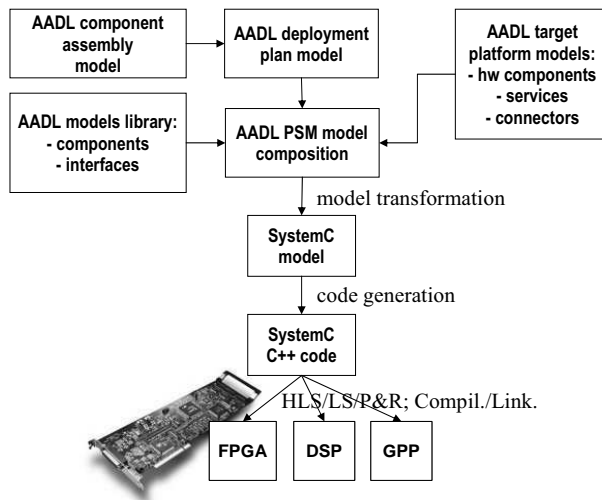 AADL component
assembly
model
AADL deployment
plan model
AADL target
platform models:
- hw components
- services
- connectors
AADL models library:
- components
- interfaces
AADL PSM model
composition
model transformation
SystemC
model
code generation
SystemC
C++ code
HLS/LS/P&R; Compil./Link.
FPGA
DSP
GPP